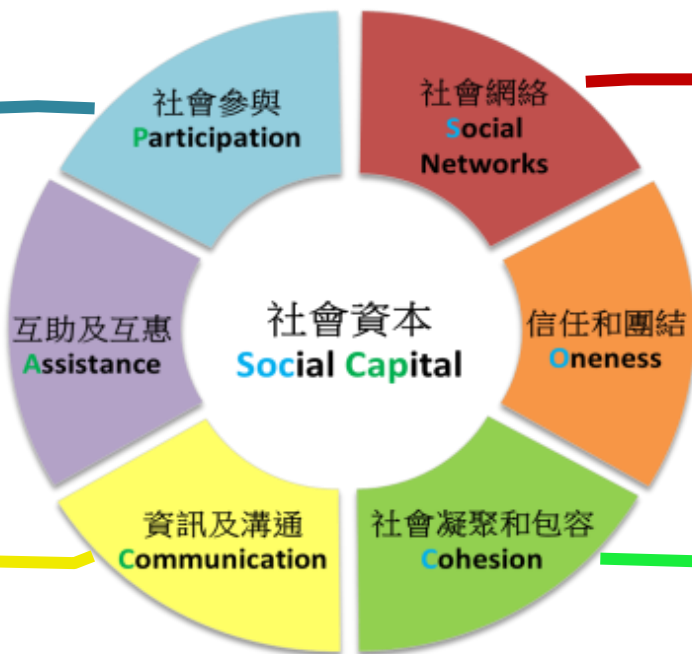 社會參與
Participation
社會網絡
Social
Networks
互助及互惠
Assistance
社會資本
Social Capital
信任和團結
Oneness
資訊及溝通
Communication
社會凝聚和包容
Cohesion